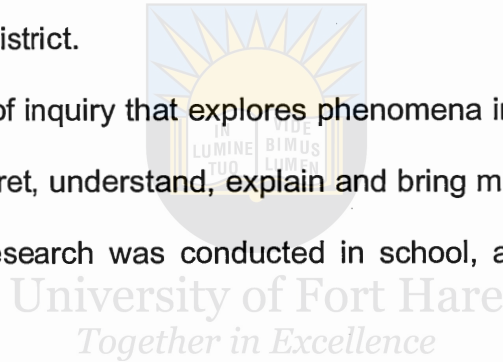 istrict.
of inquiry that explores phenomena i
ret, understand, explain and bring m
esearch was conducted in school, a
IN LUMINE TUO VIDE BIMUS LUMEN
University of Fort Hare
Together in Excellence